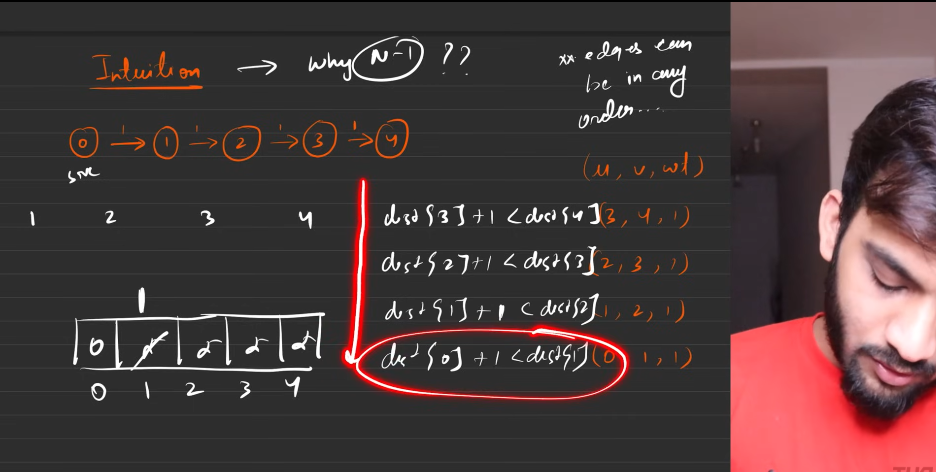 Intuition → why N-1 ??
** edges can
be in any
order...
0 →1 1 →1 2 →1 3 →1 4
src
(u, v, wt)
1 2 3 4
dist[3] + 1 < dist[4] (3, 4, 1)
dist[2] + 1 < dist[3] (2, 3, 1)
dist[1] + 1 < dist[2] (1, 2, 1)
dist[0] + 1 < dist[1] (0, 1, 1)
1
0
0 1 2 3 4